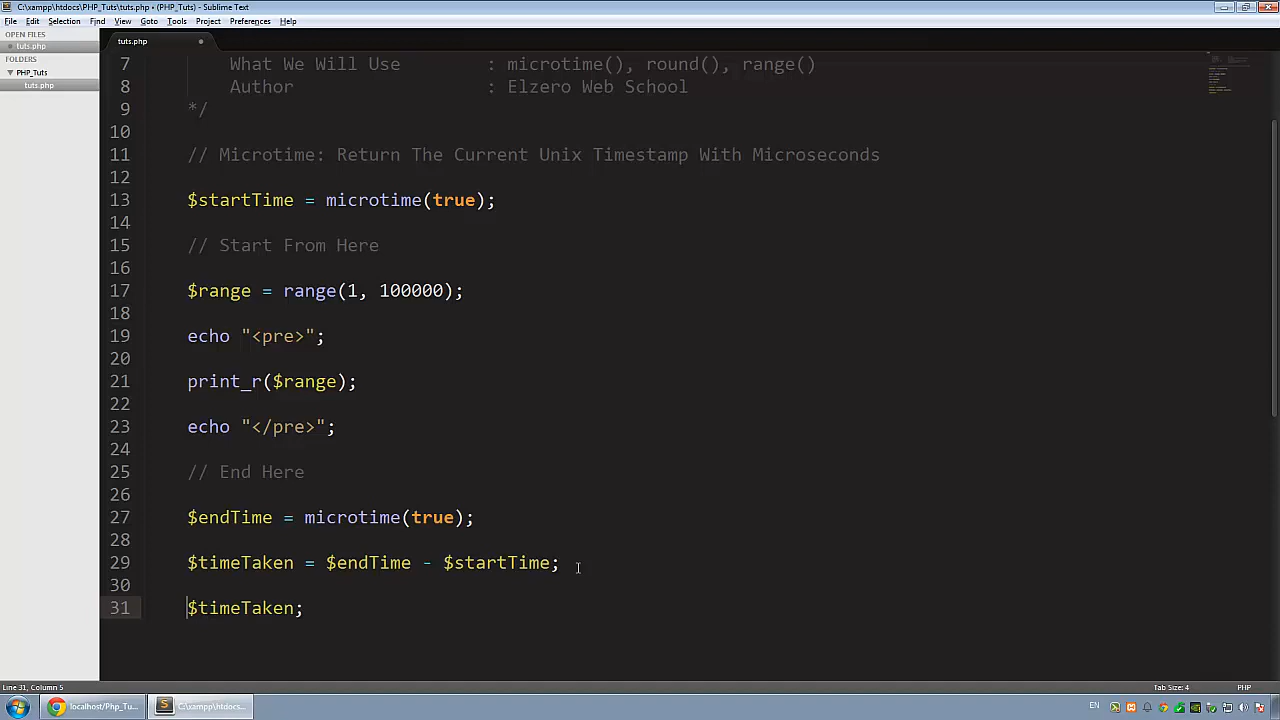 C:\xampp\htdocs\PHP_Tuts\tuts.php • (PHP_Tuts) - Sublime Text
File Edit Selection Find View Goto Tools Project Preferences Help
OPEN FILES
tuts.php
FOLDERS
PHP_Tuts
tuts.php
tuts.php
7 What We Will Use : microtime(), round(), range()
8 Author : Elzero Web School
9 */
10
11 // Microtime: Return The Current Unix Timestamp With Microseconds
12
13 $startTime = microtime(true);
14
15 // Start From Here
16
17 $range = range(1, 100000);
18
19 echo "<pre>";
20
21 print_r($range);
22
23 echo "</pre>";
24
25 // End Here
26
27 $endTime = microtime(true);
28
29 $timeTaken = $endTime - $startTime;
30
31 $timeTaken;
Line 31, Column 5 Tab Size: 4 PHP
localhost/Php_Tu... C:\xampp\htdocs... EN